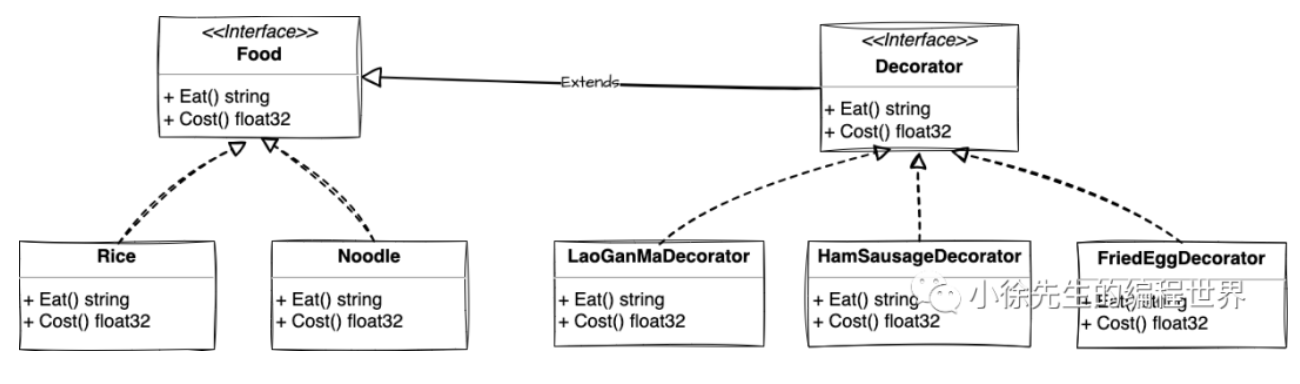 <<Interface>>
Food
+ Eat() string
+ Cost() float32
Extends
<<Interface>>
Decorator
+ Eat() string
+ Cost() float32
Rice
+ Eat() string
+ Cost() float32
Noodle
+ Eat() string
+ Cost() float32
LaoGanMaDecorator
+ Eat() string
+ Cost() float32
HamSausageDecorator
+ Eat() string
+ Cost() float32
FriedEggDecorator
+ Eat() string
+ Cost() float32
小徐先生的编程世界